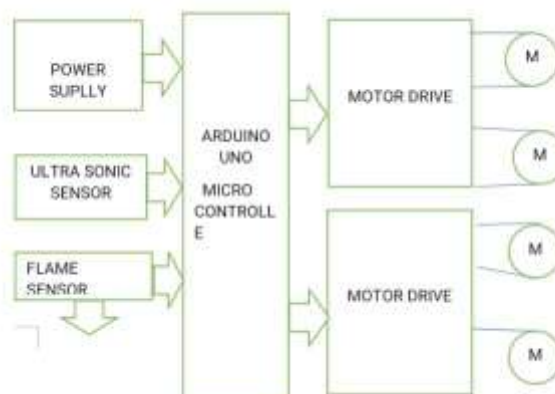 POWER
SUPLLY
ULTRA SONIC
SENSOR
FLAME
SENSOR
ARDUINO
UNO
MICRO
CONTROLL
E
MOTOR DRIVE
MOTOR DRIVE
M
M
M
M